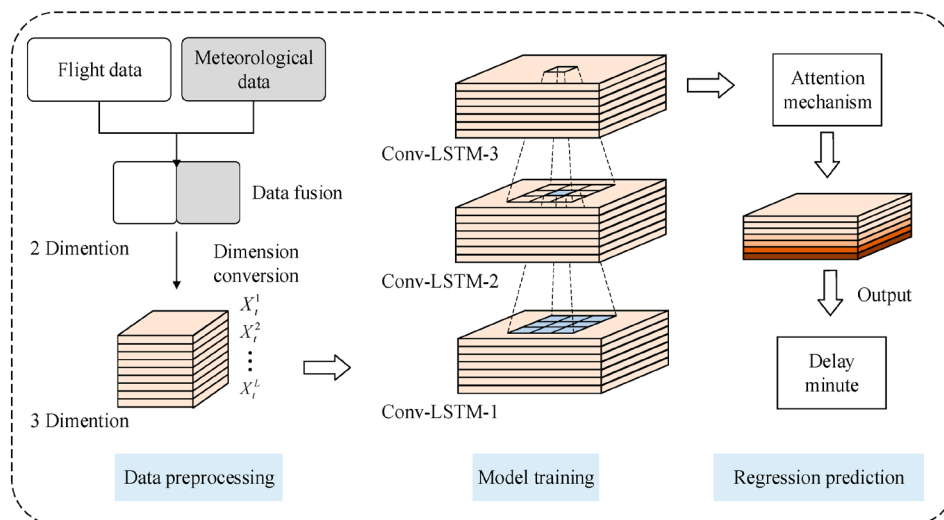 Flight data
Meteorological
data
Data fusion
2 Dimention
Dimension
conversion
X_t^1
X_t^2
⋮
X_t^L
3 Dimention
Data preprocessing
Conv-LSTM-3
Conv-LSTM-2
Conv-LSTM-1
Model training
Attention
mechanism
Output
Delay
minute
Regression prediction